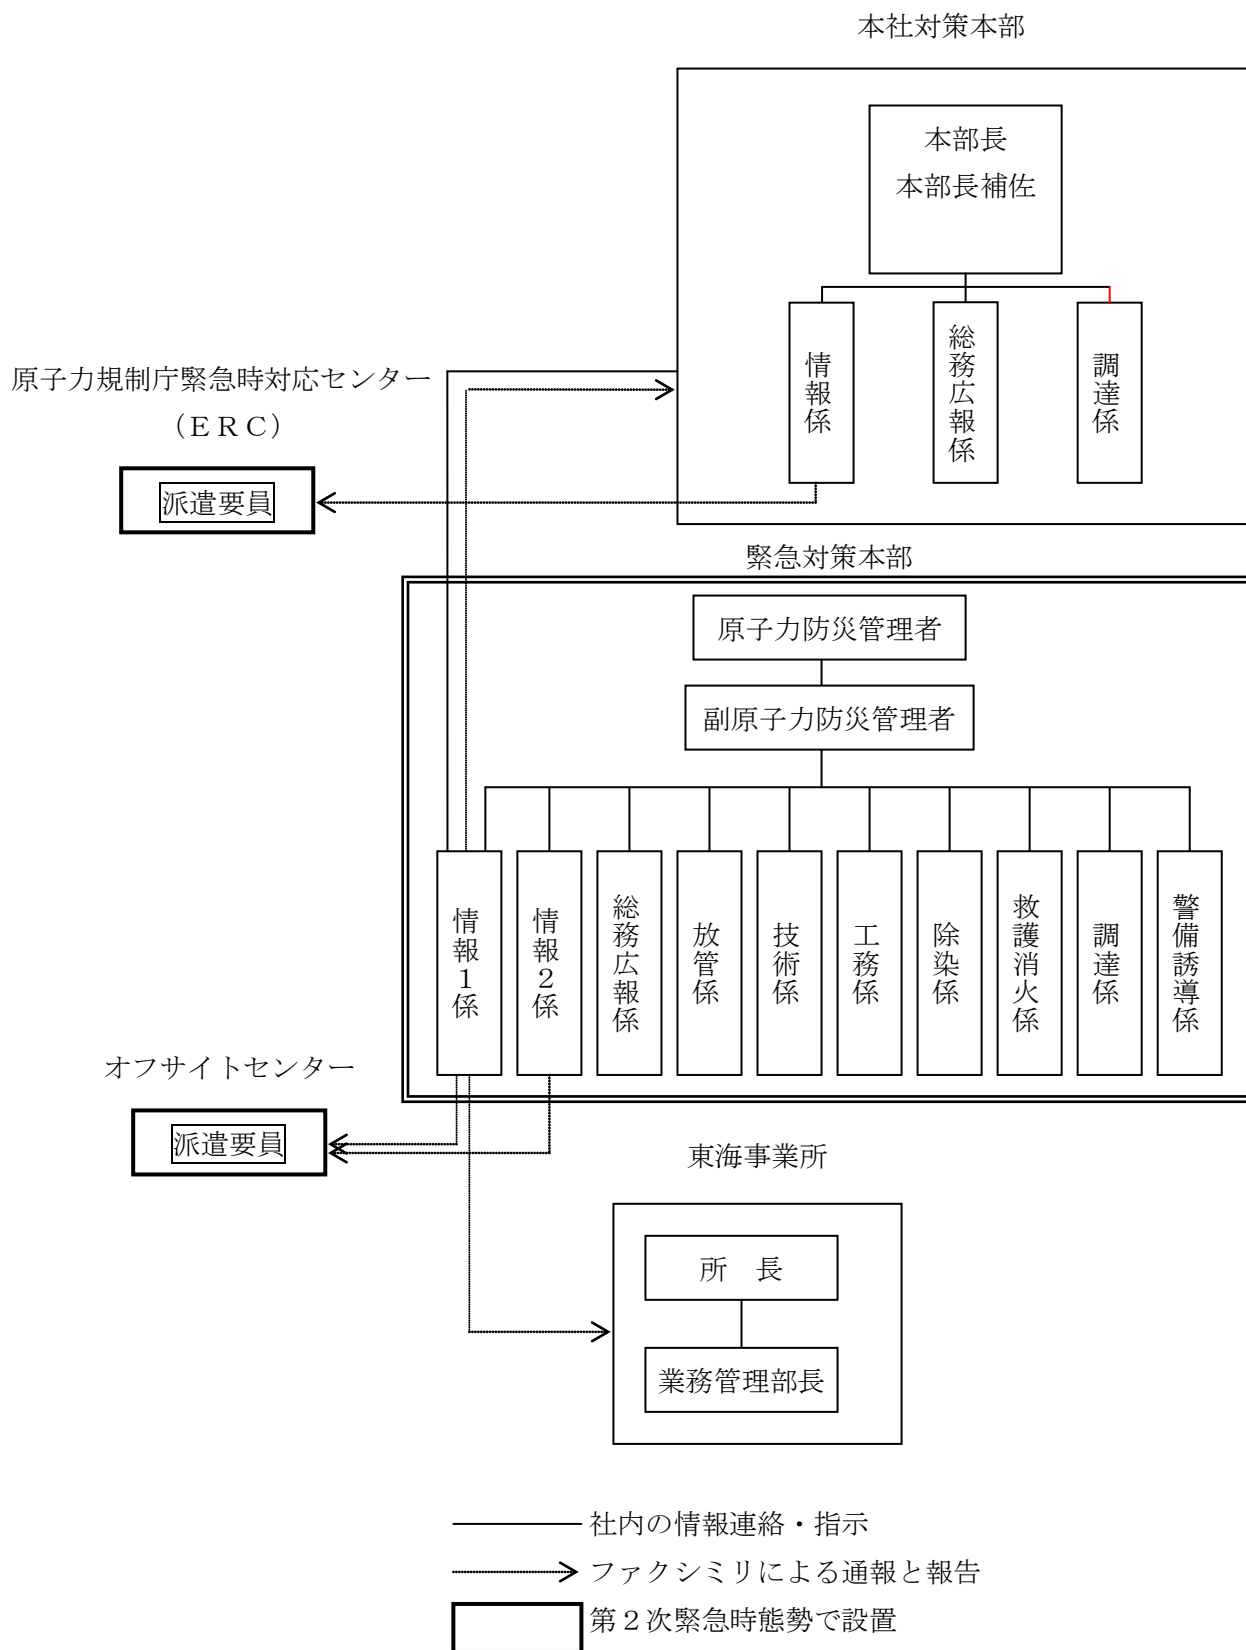 本社対策本部
本部長
本部長補佐
情報係
総務広報係
調達係
原子力規制庁緊急時対応センター
（ＥＲＣ）
派遣要員
緊急対策本部
原子力防災管理者
副原子力防災管理者
情報１係
情報２係
総務広報係
放管係
技術係
工務係
除染係
救護消火係
調達係
警備誘導係
オフサイトセンター
派遣要員
東海事業所
所　長
業務管理部長
社内の情報連絡・指示
ファクシミリによる通報と報告
第２次緊急時態勢で設置